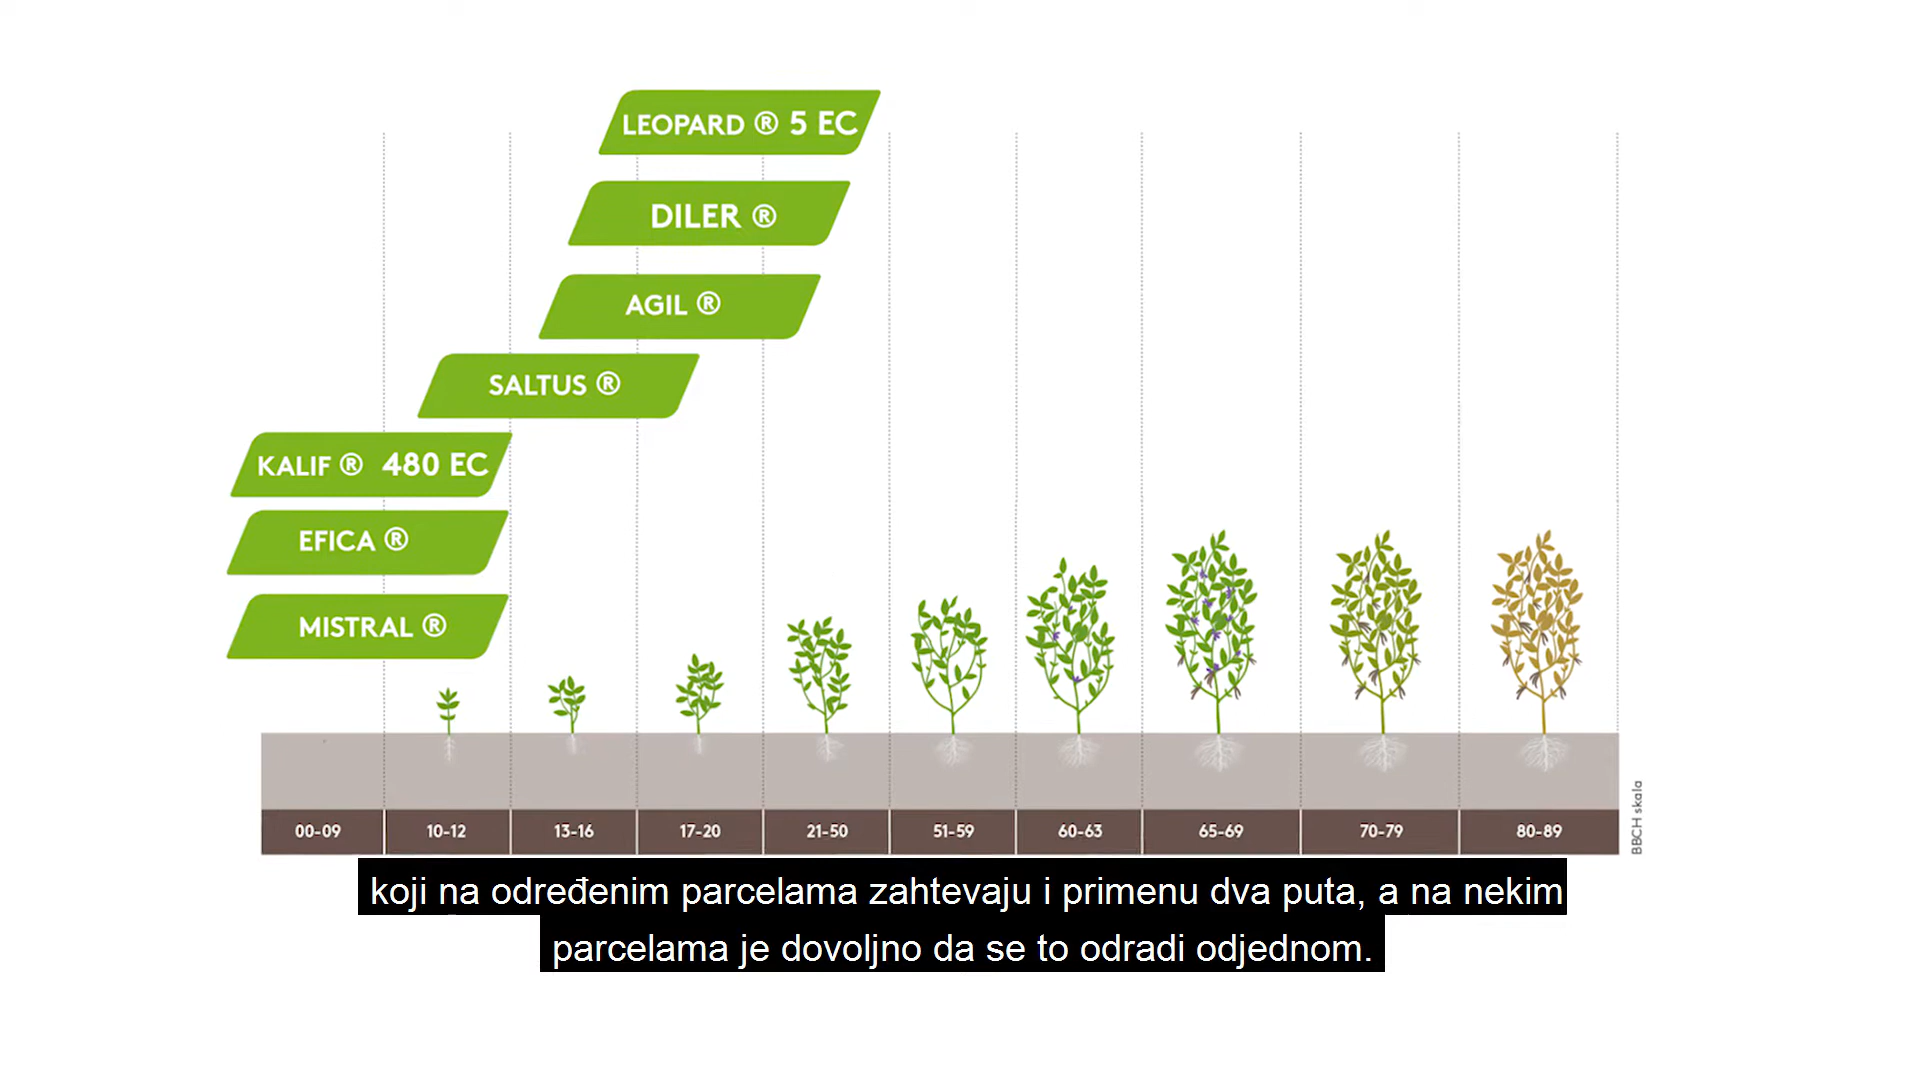 LEOPARD ® 5 EC
DILER ®
AGIL ®
SALTUS ®
KALIF ® 480 EC
EFICA ®
MISTRAL ®
00-09
10-12
13-16
17-20
21-50
51-59
60-63
65-69
70-79
80-89
BBCH skala
koji na određenim parcelama zahtevaju i primenu dva puta, a na nekim
parcelama je dovoljno da se to odradi odjednom.